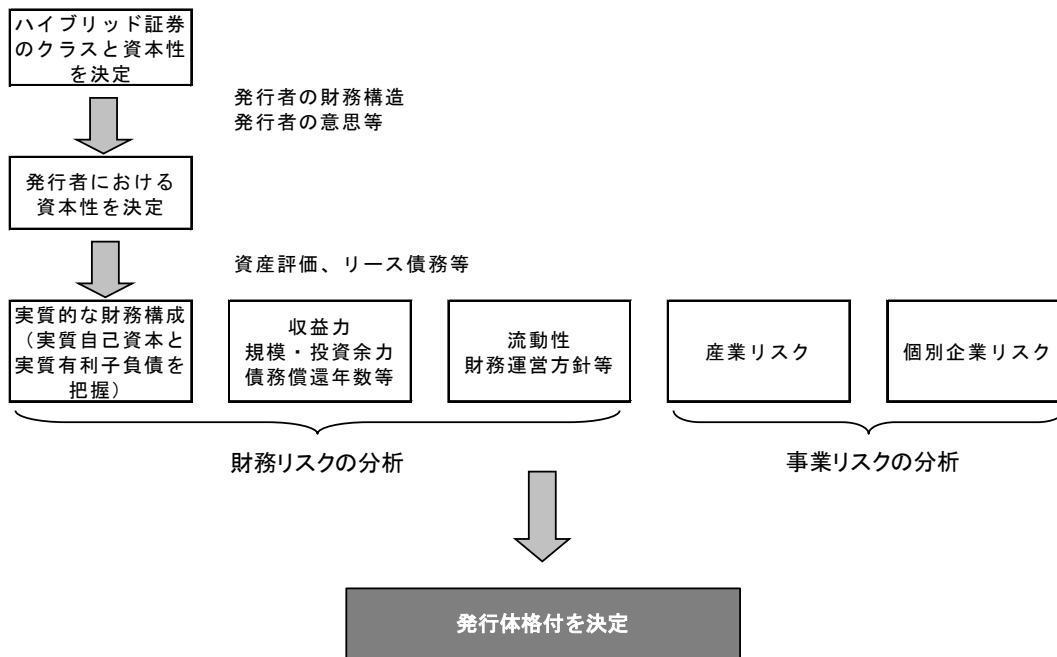 ハイブリッド証券
のクラスと資本性
を決定
発行者の財務構造
発行者の意思等
発行者における
資本性を決定
資産評価、リース債務等
実質的な財務構成
（実質自己資本と
実質有利子負債を
把握）
収益力
規模・投資余力
債務償還年数等
流動性
財務運営方針等
産業リスク
個別企業リスク
財務リスクの分析
事業リスクの分析
発行体格付を決定